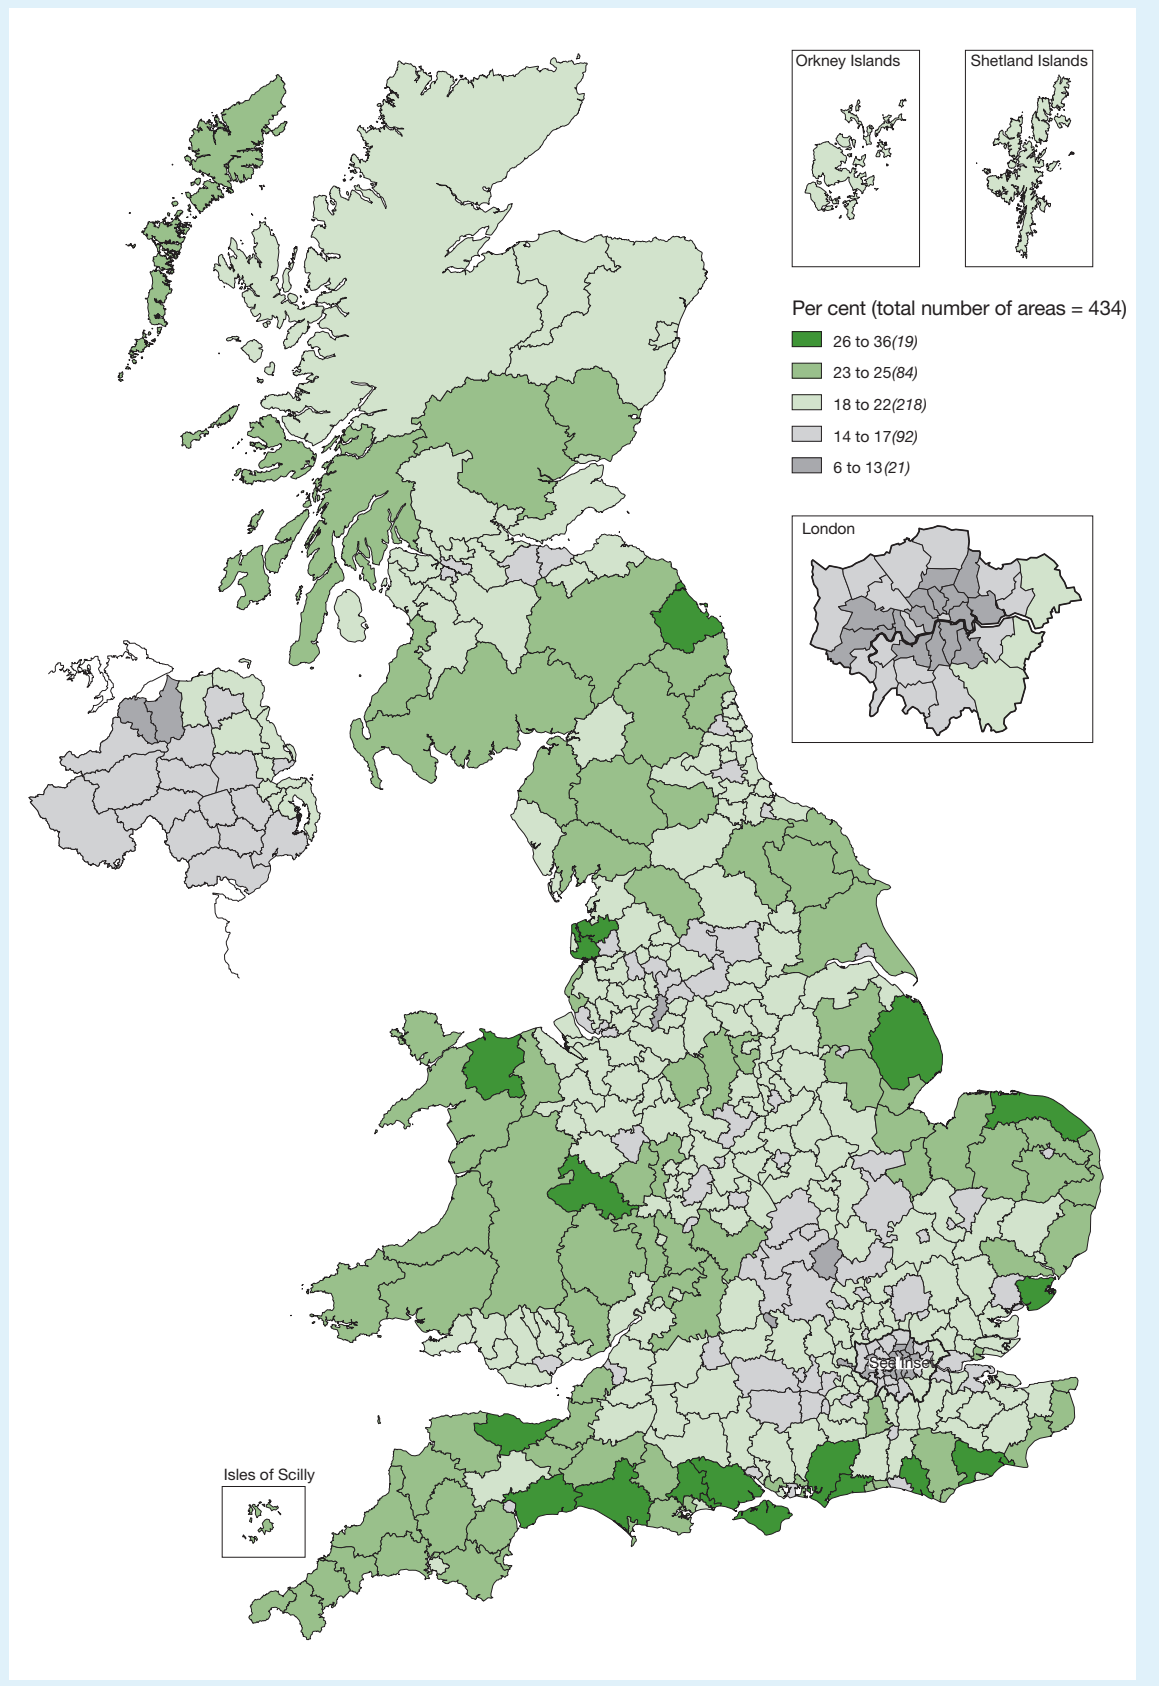 Orkney Islands
Shetland Islands
Per cent (total number of areas = 434)
26 to 36(19)
23 to 25(84)
18 to 22(218)
14 to 17(92)
6 to 13(21)
London
See Inset
Isles of Scilly